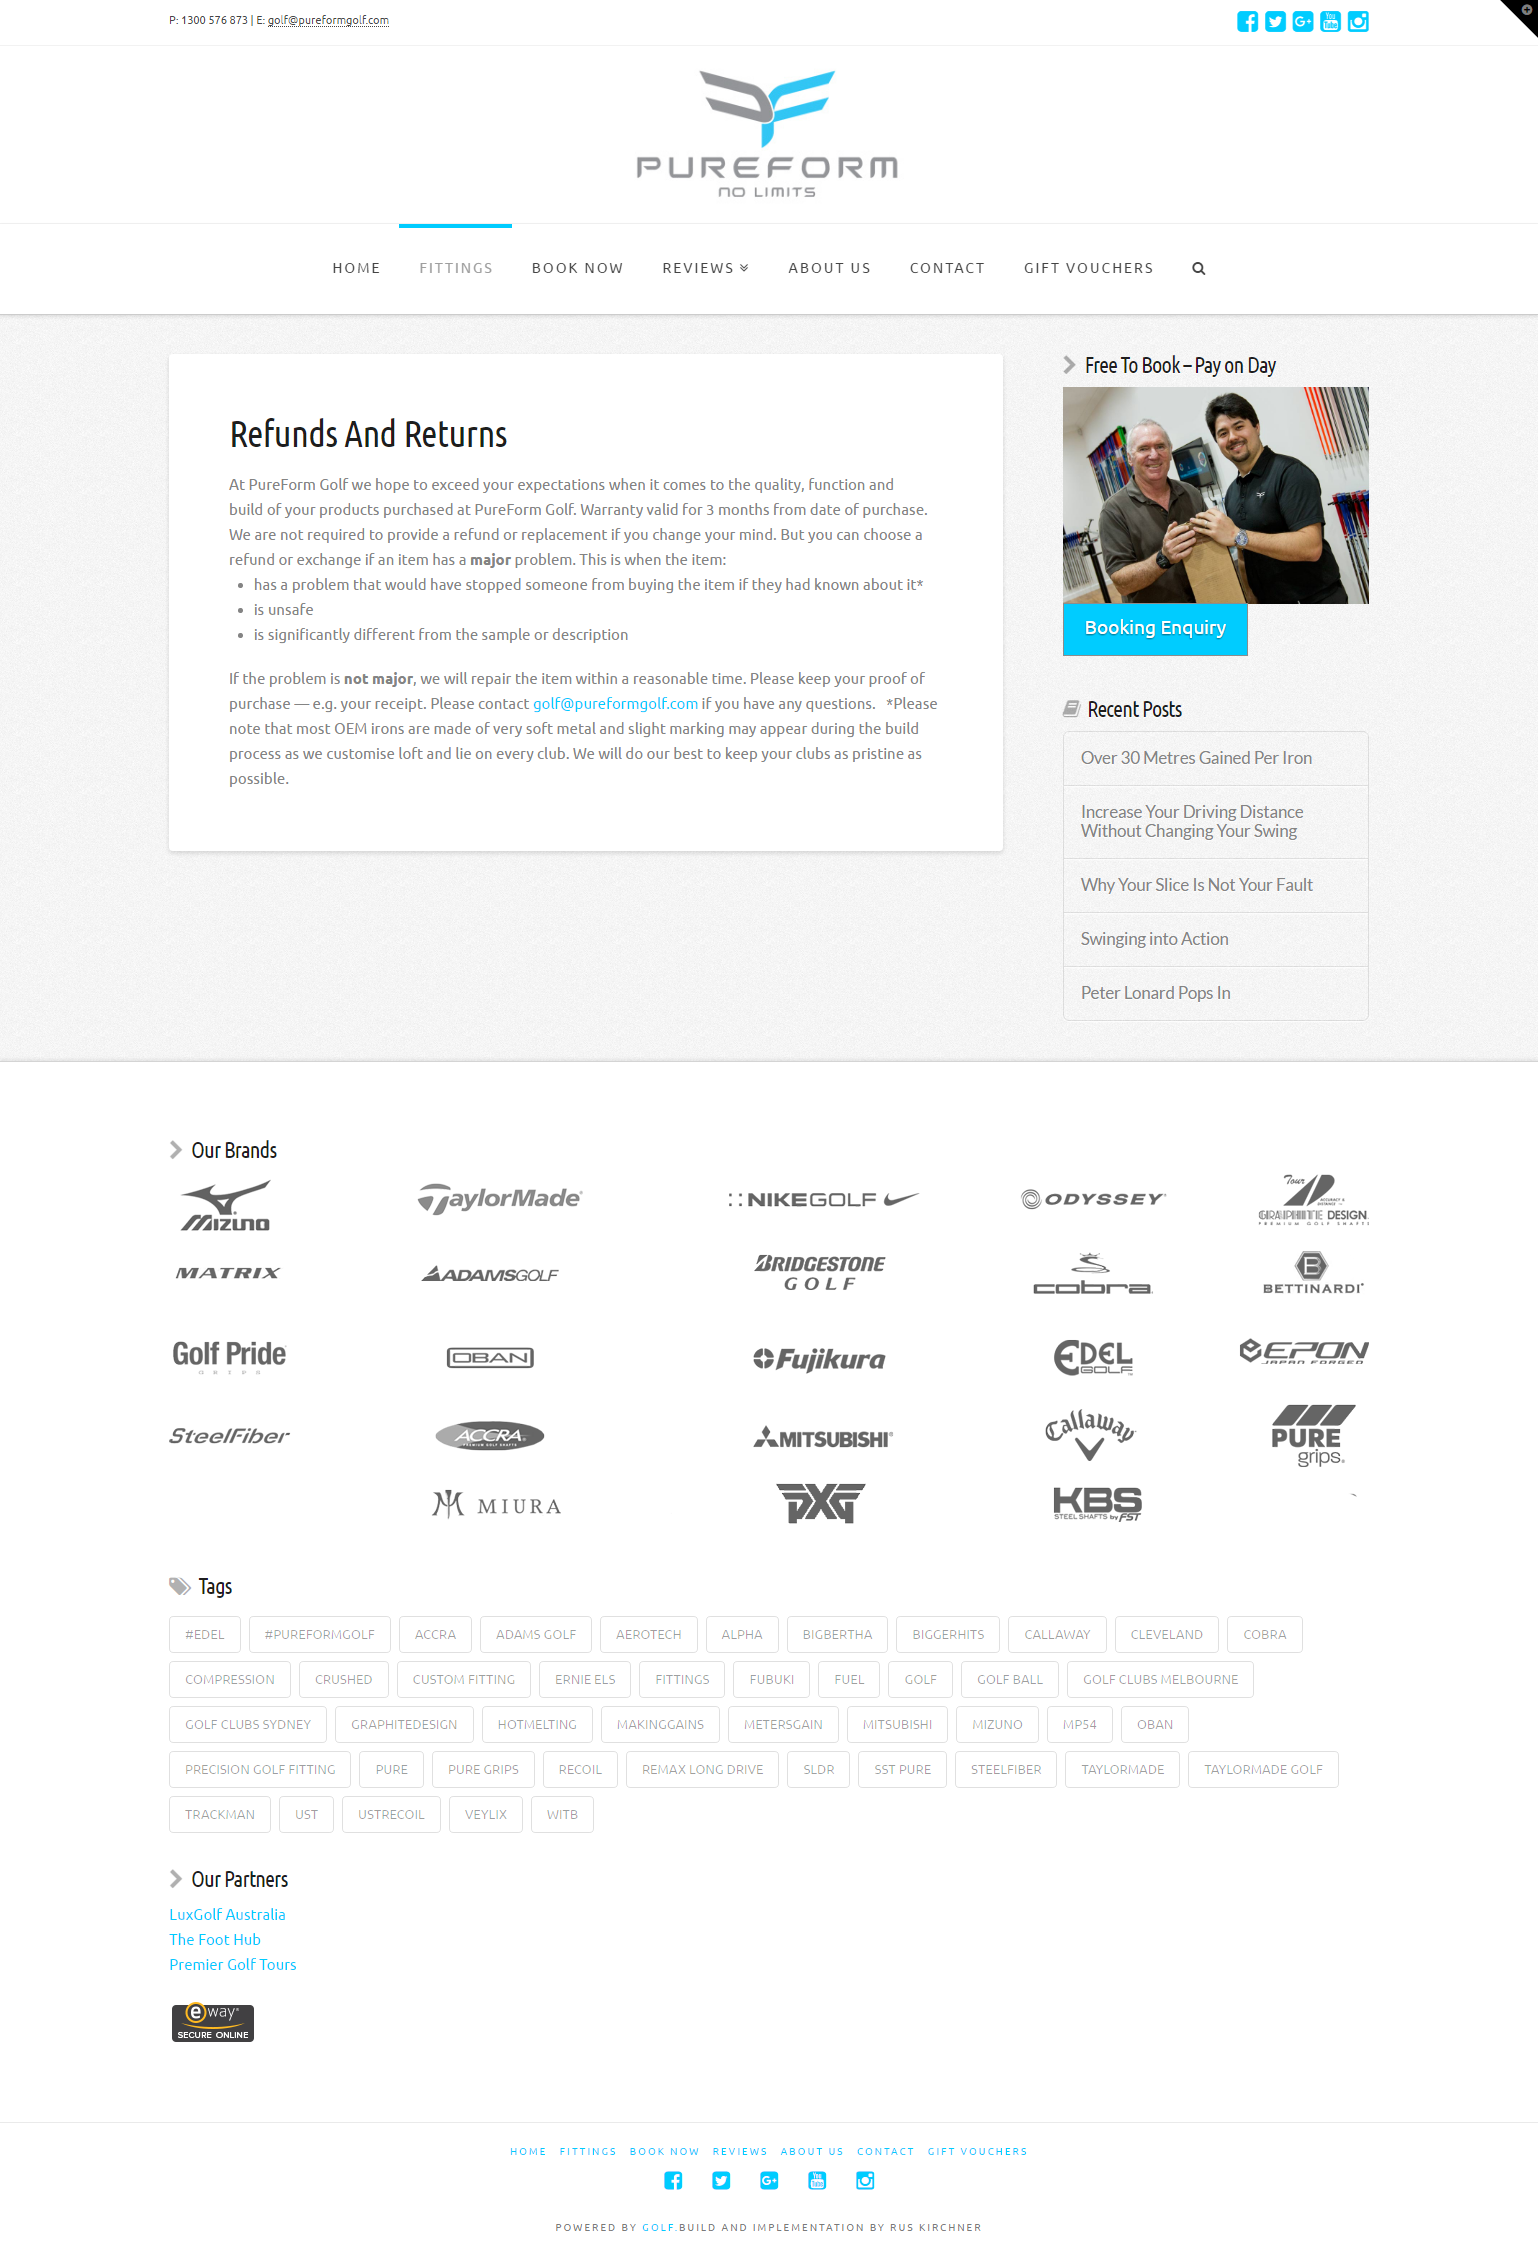 P: 1300 576 873 | E: golf@pureformgolf.com
PUREFORM
NO LIMITS
HOME FITTINGS BOOK NOW REVIEWS ABOUT US CONTACT GIFT VOUCHERS
Refunds And Returns
At PureForm Golf we hope to exceed your expectations when it comes to the quality, function and
build of your products purchased at PureForm Golf. Warranty valid for 3 months from date of purchase.
We are not required to provide a refund or replacement if you change your mind. But you can choose a
refund or exchange if an item has a major problem. This is when the item:
• has a problem that would have stopped someone from buying the item if they had known about it*
• is unsafe
• is significantly different from the sample or description
If the problem is not major, we will repair the item within a reasonable time. Please keep your proof of
purchase — e.g. your receipt. Please contact golf@pureformgolf.com if you have any questions. *Please
note that most OEM irons are made of very soft metal and slight marking may appear during the build
process as we customise loft and lie on every club. We will do our best to keep your clubs as pristine as
possible.
Free To Book – Pay on Day
Booking Enquiry
Recent Posts
Over 30 Metres Gained Per Iron
Increase Your Driving Distance
Without Changing Your Swing
Why Your Slice Is Not Your Fault
Swinging into Action
Peter Lonard Pops In
Our Brands
MIZUNO TaylorMade NIKEGOLF ODYSSEY Tour AD ACCURACY & DISTANCE GRAPHITE DESIGN. PREMIUM GOLF SHAFTS
MATRIX ADAMSGOLF BRIDGESTONE GOLF cobra BETTINARDI
Golf Pride GRIPS OBAN Fujikura EDEL GOLF EPON JAPAN FORGED
SteelFiber ACCRA PREMIUM GOLF SHAFTS MITSUBISHI Callaway PURE grips
MIURA PXG KBS STEEL SHAFTS by FST
Tags
#EDEL #PUREFORMGOLF ACCRA ADAMS GOLF AEROTECH ALPHA BIGBERTHA BIGGERHITS CALLAWAY CLEVELAND COBRA
COMPRESSION CRUSHED CUSTOM FITTING ERNIE ELS FITTINGS FUBUKI FUEL GOLF GOLF BALL GOLF CLUBS MELBOURNE
GOLF CLUBS SYDNEY GRAPHITEDESIGN HOTMELTING MAKINGGAINS METERSGAIN MITSUBISHI MIZUNO MP54 OBAN
PRECISION GOLF FITTING PURE PURE GRIPS RECOIL REMAX LONG DRIVE SLDR SST PURE STEELFIBER TAYLORMADE TAYLORMADE GOLF
TRACKMAN UST USTRECOIL VEYLIX WITB
Our Partners
LuxGolf Australia
The Foot Hub
Premier Golf Tours
eway
SECURE ONLINE
HOME FITTINGS BOOK NOW REVIEWS ABOUT US CONTACT GIFT VOUCHERS
POWERED BY GOLF.BUILD AND IMPLEMENTATION BY RUS KIRCHNER